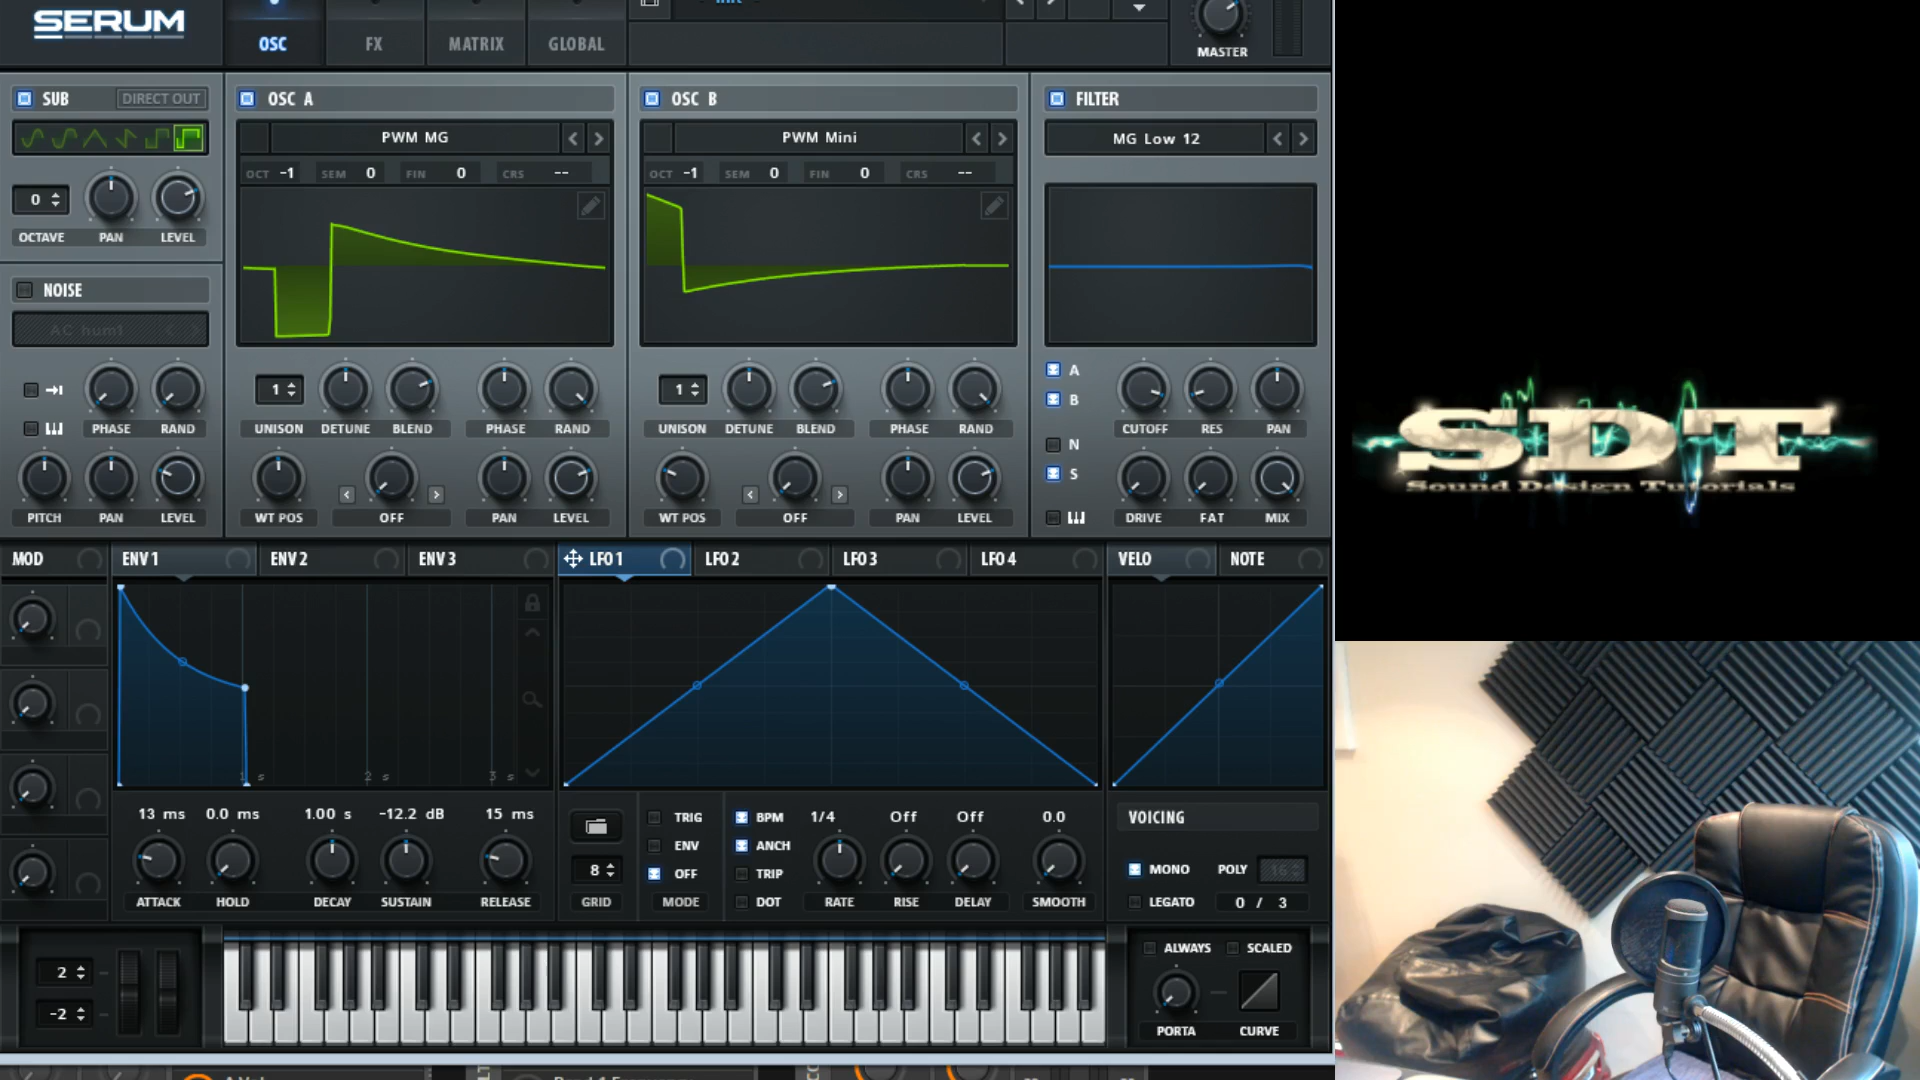 SERUM
OSC FX MATRIX GLOBAL
MASTER
SUB DIRECT OUT
0
OCTAVE PAN LEVEL
NOISE
AC hum1
PHASE RAND
PITCH PAN LEVEL
OSC A
PWM MG
OCT -1 SEM 0 FIN 0 CRS --
1
UNISON DETUNE BLEND PHASE RAND
WT POS OFF PAN LEVEL
OSC B
PWM Mini
OCT -1 SEM 0 FIN 0 CRS --
1
UNISON DETUNE BLEND PHASE RAND
WT POS OFF PAN LEVEL
FILTER
MG Low 12
A
B
N
S
CUTOFF RES PAN
DRIVE FAT MIX
MOD ENV 1 ENV 2 ENV 3 LFO 1 LFO 2 LFO 3 LFO 4 VELO NOTE
1 s 2 s 3 s
13 ms 0.0 ms 1.00 s -12.2 dB 15 ms
ATTACK HOLD DECAY SUSTAIN RELEASE
8
GRID
TRIG
ENV
OFF
MODE
BPM
ANCH
TRIP
DOT
1/4 Off Off 0.0
RATE RISE DELAY SMOOTH
VOICING
MONO POLY 16
LEGATO 0 / 3
2
-2
ALWAYS SCALED
PORTA CURVE
SDT
Sound Design Tutorials